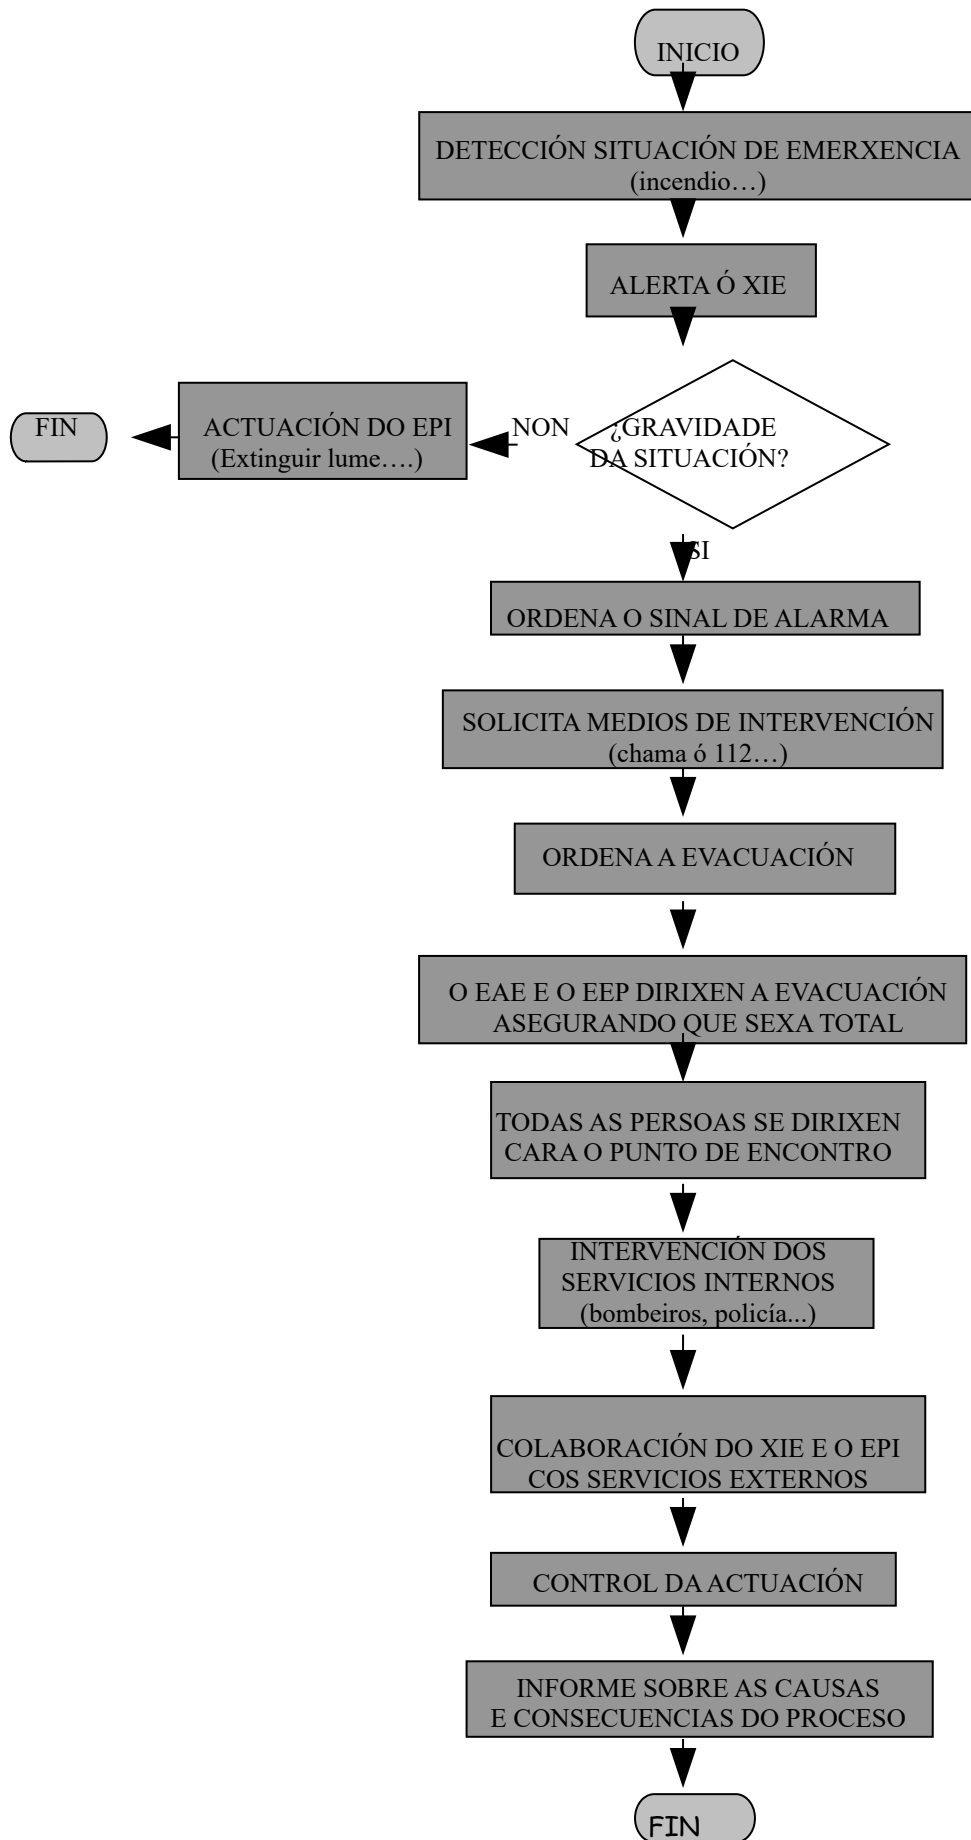 INICIO
DETECCIÓN SITUACIÓN DE EMERXENCIA
(incendio…)
ALERTA Ó XIE
¿GRAVIDADE
DA SITUACIÓN?
NON
ACTUACIÓN DO EPI
(Extinguir lume….)
FIN
SI
ORDENA O SINAL DE ALARMA
SOLICITA MEDIOS DE INTERVENCIÓN
(chama ó 112…)
ORDENA A EVACUACIÓN
O EAE E O EEP DIRIXEN A EVACUACIÓN
ASEGURANDO QUE SEXA TOTAL
TODAS AS PERSOAS SE DIRIXEN
CARA O PUNTO DE ENCONTRO
INTERVENCIÓN DOS
SERVICIOS INTERNOS
(bombeiros, policía...)
COLABORACIÓN DO XIE E O EPI
COS SERVICIOS EXTERNOS
CONTROL DA ACTUACIÓN
INFORME SOBRE AS CAUSAS
E CONSECUENCIAS DO PROCESO
FIN